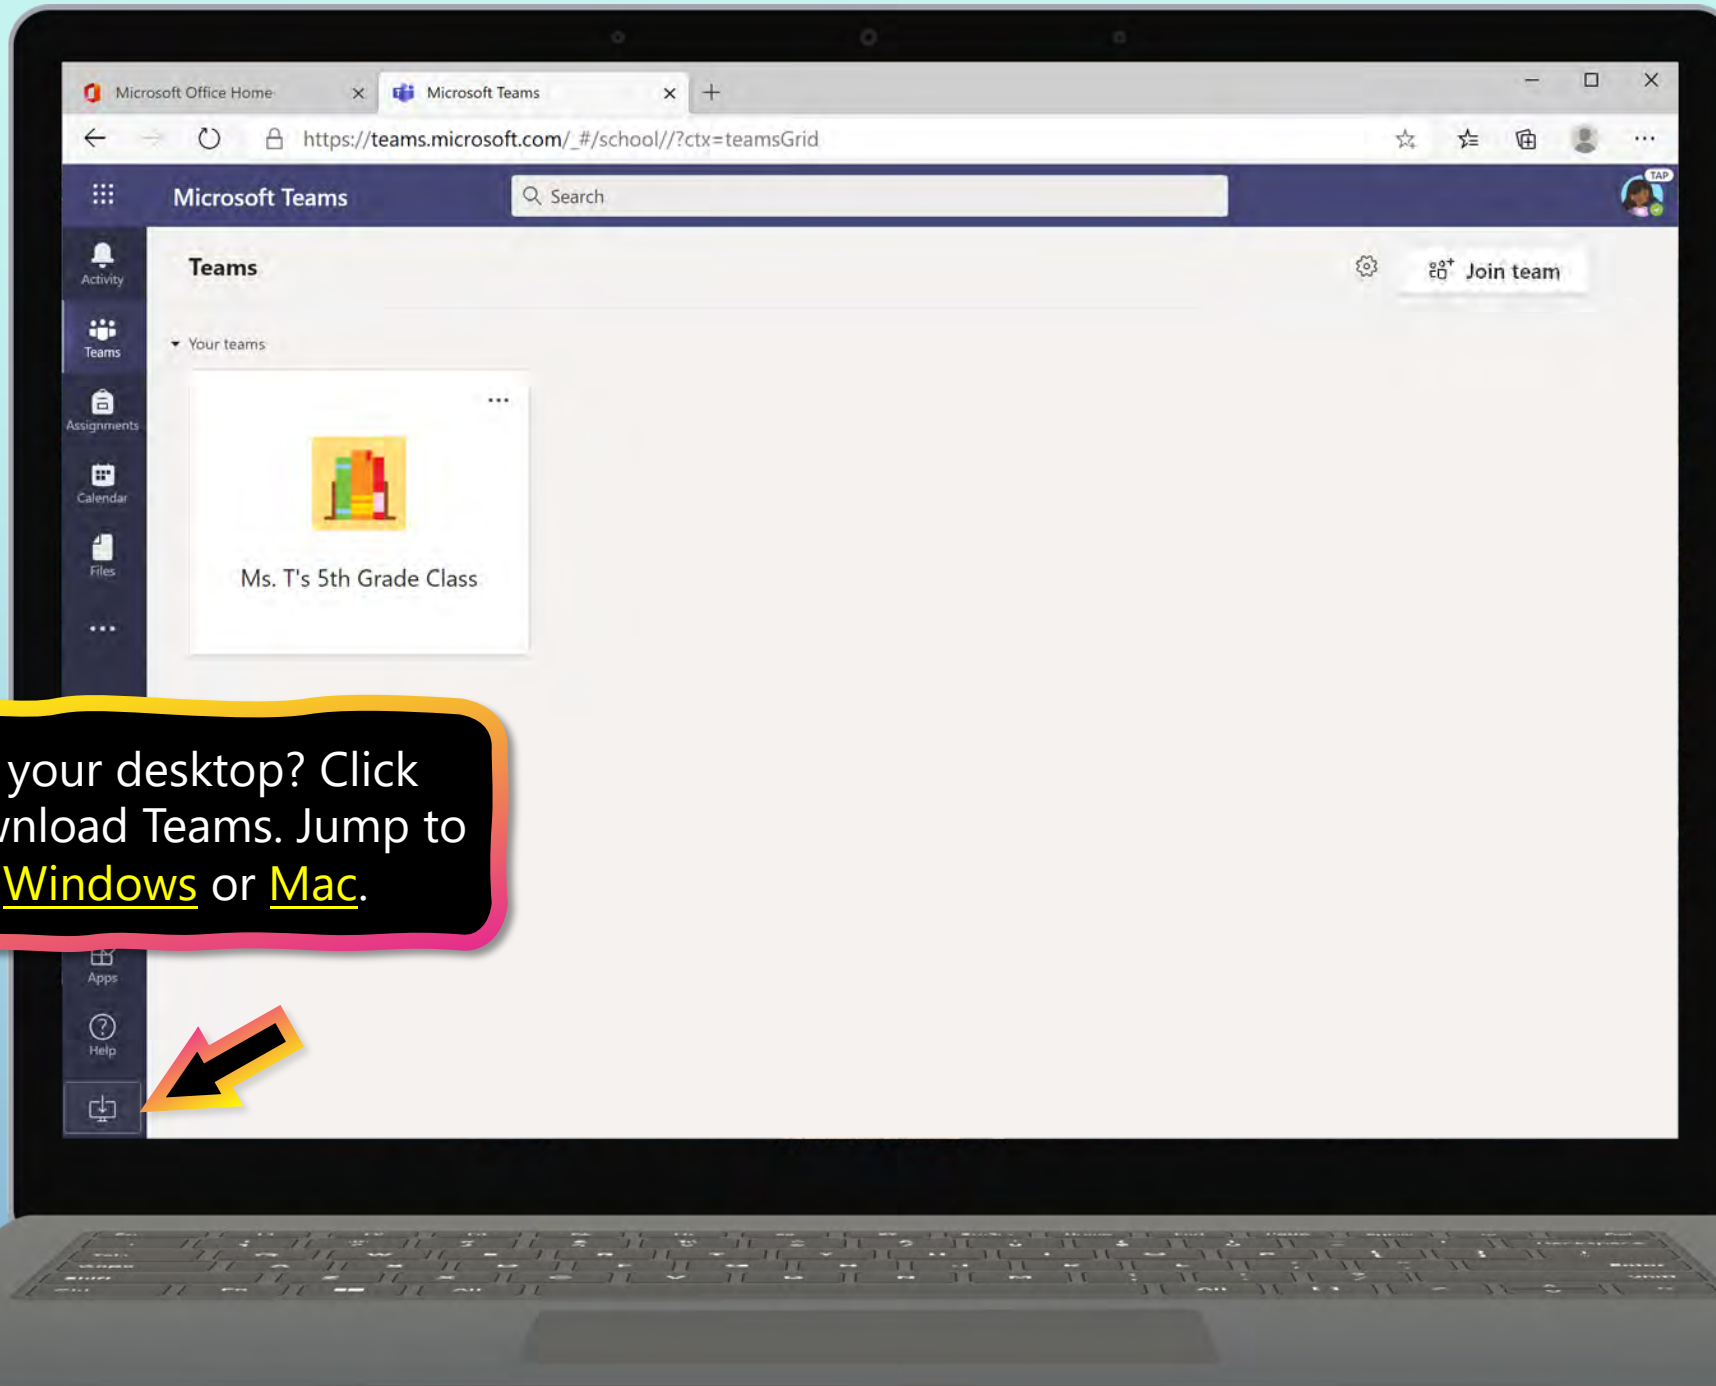 Microsoft Office Home
Microsoft Teams
https://teams.microsoft.com/_#/school//?ctx=teamsGrid
Microsoft Teams
Search
TAP
Activity
Teams
Join team
Teams
Your teams
Assignments
Calendar
Files
Ms. T's 5th Grade Class
your desktop? Click
wnload Teams. Jump to
Windows or Mac.
Apps
Help